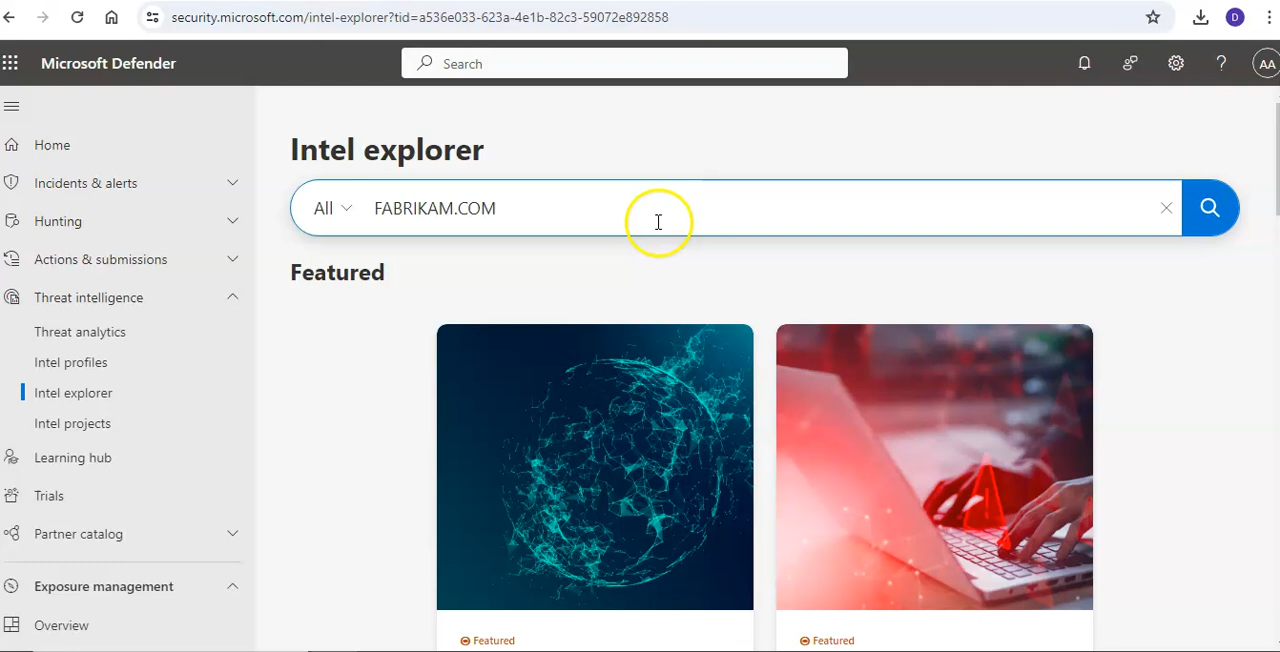 security.microsoft.com/intel-explorer?tid=a536e033-623a-4e1b-82c3-59072e892858
D
Microsoft Defender
Search
?
AA
Home
Incidents & alerts
Hunting
Actions & submissions
Threat intelligence
Threat analytics
Intel profiles
Intel explorer
Intel projects
Learning hub
Trials
Partner catalog
Exposure management
Overview
Intel explorer
All FABRIKAM.COM
Featured
Featured
Featured